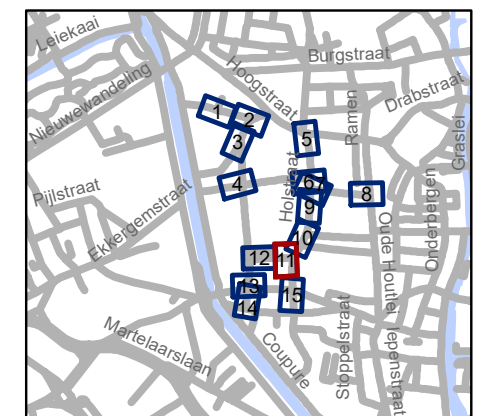 Leiekaai
Burgstraat
Hoogstraat
Nieuwewandeling
Ramen
Drabstraat
Graslei
1
2
3
5
Pijlstraat
4
Holstraat
6
7
8
9
Ekkergemstraat
Onderbergen
Oude Houtlei
10
12
11
13
15
14
Martelaarslaan
Coupure
Stoppelstraat
Iepenstraat